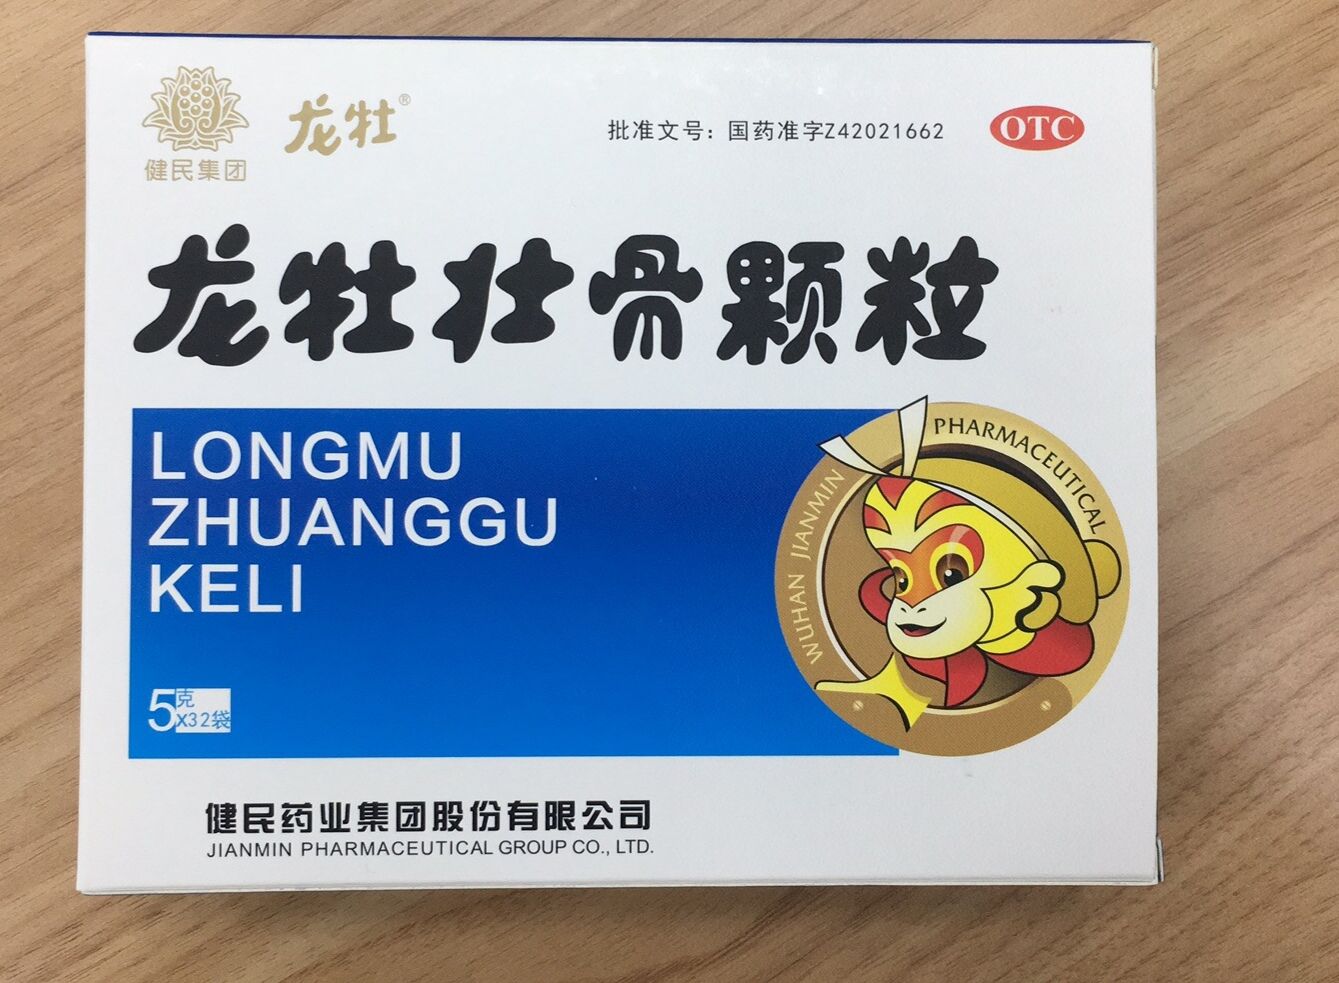 健民集团
龙牡®
批准文号：国药准字Z42021662
OTC
龙牡壮骨颗粒
LONGMU
ZHUANGGU
KELI
WUHAN JIANMIN PHARMACEUTICAL
5克
x32袋
健民药业集团股份有限公司
JIANMIN PHARMACEUTICAL GROUP CO., LTD.